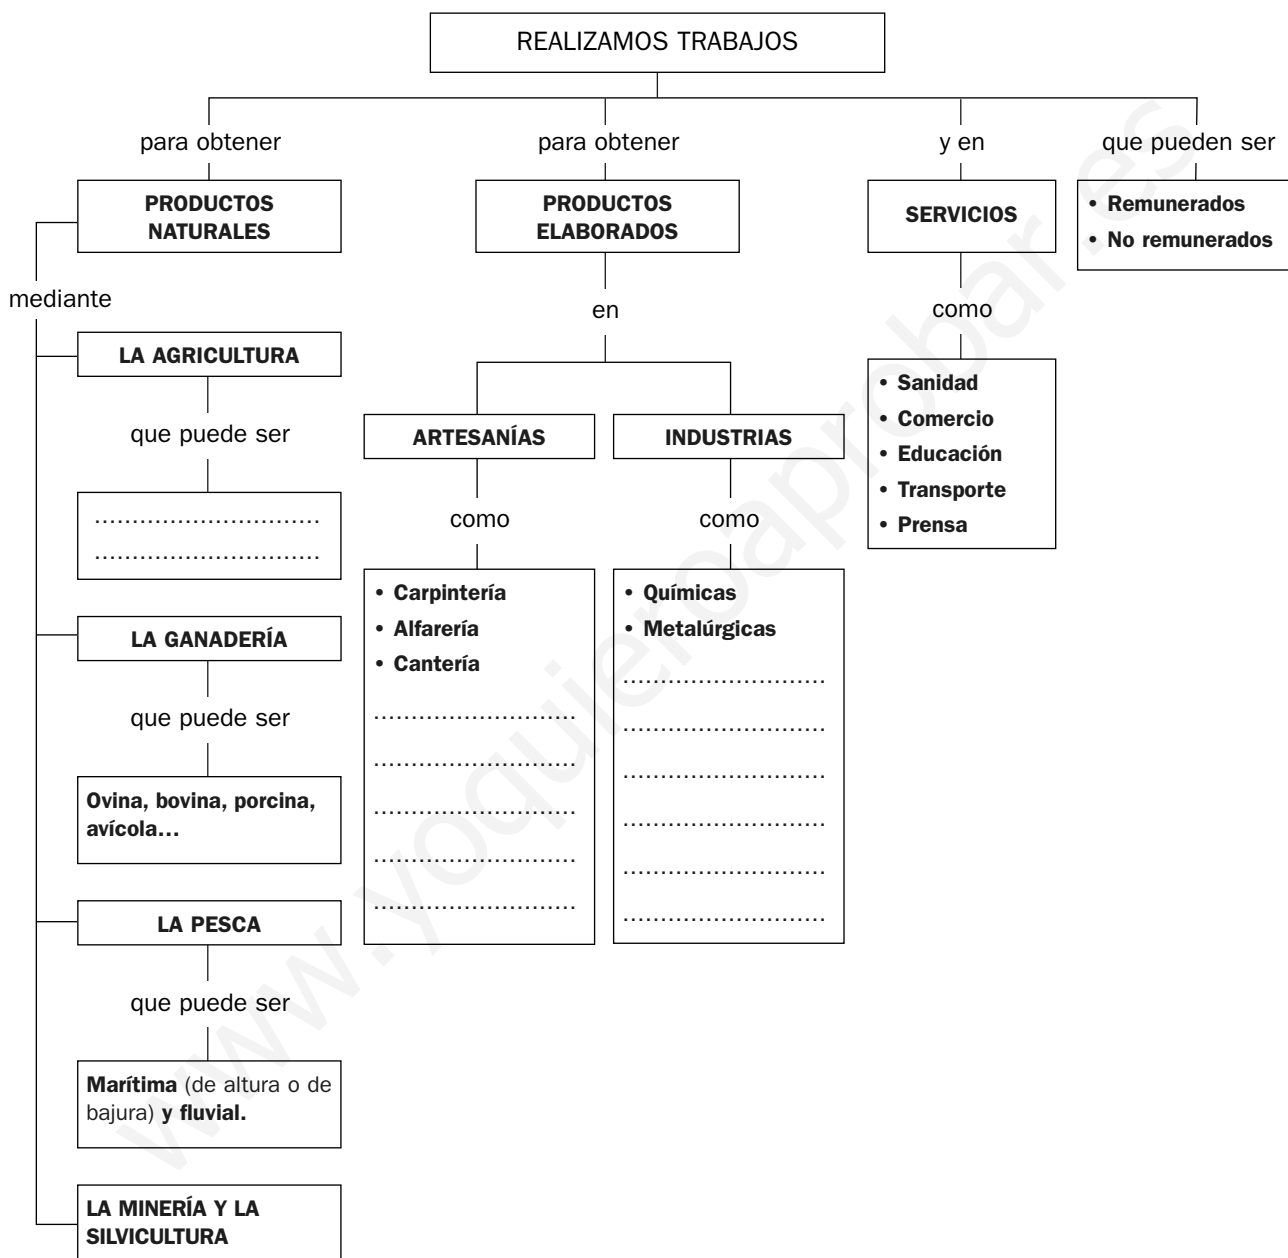 REALIZAMOS TRABAJOS
para obtener
para obtener
y en
que pueden ser
PRODUCTOS
NATURALES
PRODUCTOS
ELABORADOS
SERVICIOS
• Remunerados
• No remunerados
mediante
en
como
LA AGRICULTURA
que puede ser
..............................
..............................
ARTESANÍAS
INDUSTRIAS
• Sanidad
• Comercio
• Educación
• Transporte
• Prensa
como
como
• Carpintería
• Alfarería
• Cantería
...........................
...........................
...........................
...........................
...........................
• Químicas
• Metalúrgicas
...........................
...........................
...........................
...........................
...........................
...........................
LA GANADERÍA
que puede ser
Ovina, bovina, porcina,
avícola...
LA PESCA
que puede ser
Marítima (de altura o de
bajura) y fluvial.
LA MINERÍA Y LA
SILVICULTURA
www.yoquieroaprobar.es